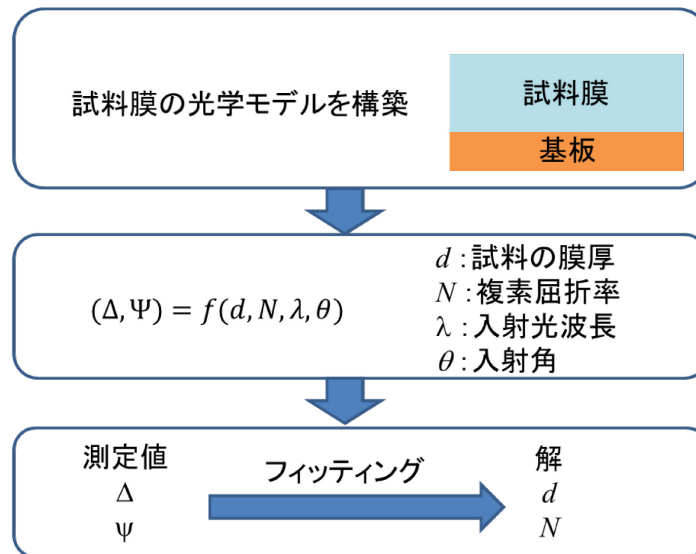 試料膜の光学モデルを構築
試料膜
基板
(Δ,Ψ) = f(d, N, λ, θ)
d : 試料の膜厚
N : 複素屈折率
λ : 入射光波長
θ : 入射角
測定値
Δ
ψ
フィッティング
解
d
N